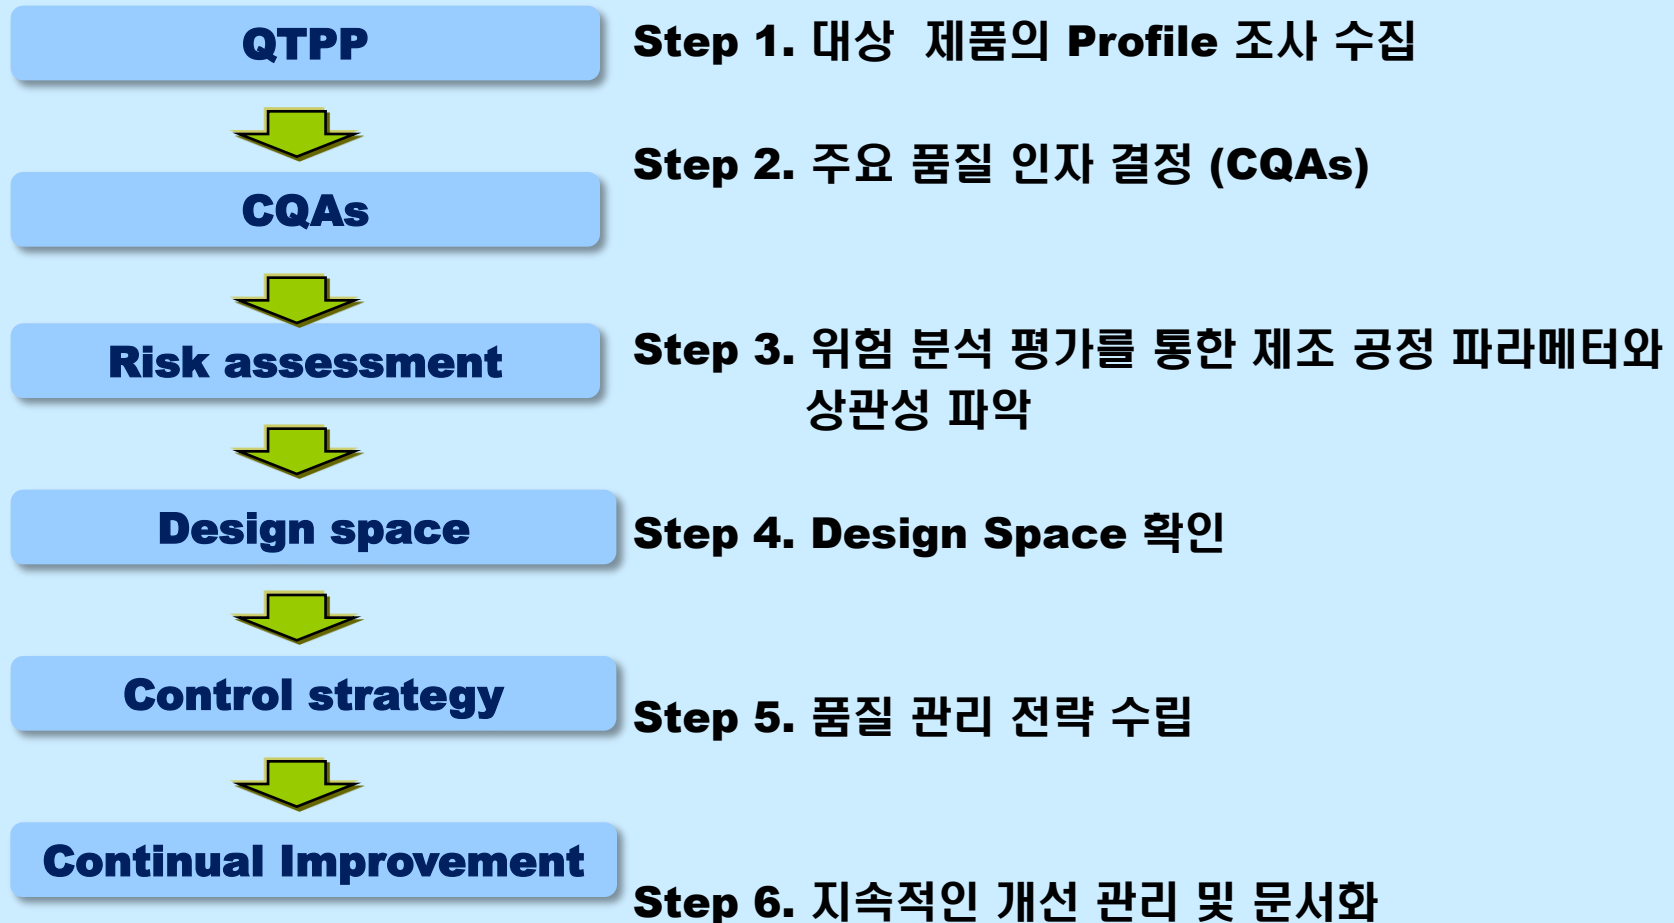 QTPP
Step 1. 대상 제품의 Profile 조사 수집
Step 2. 주요 품질 인자 결정 (CQAs)
CQAs
Risk assessment
Step 3. 위험 분석 평가를 통한 제조 공정 파라메터와
상관성 파악
Design space
Step 4. Design Space 확인
Control strategy
Step 5. 품질 관리 전략 수립
Continual Improvement
Step 6. 지속적인 개선 관리 및 문서화